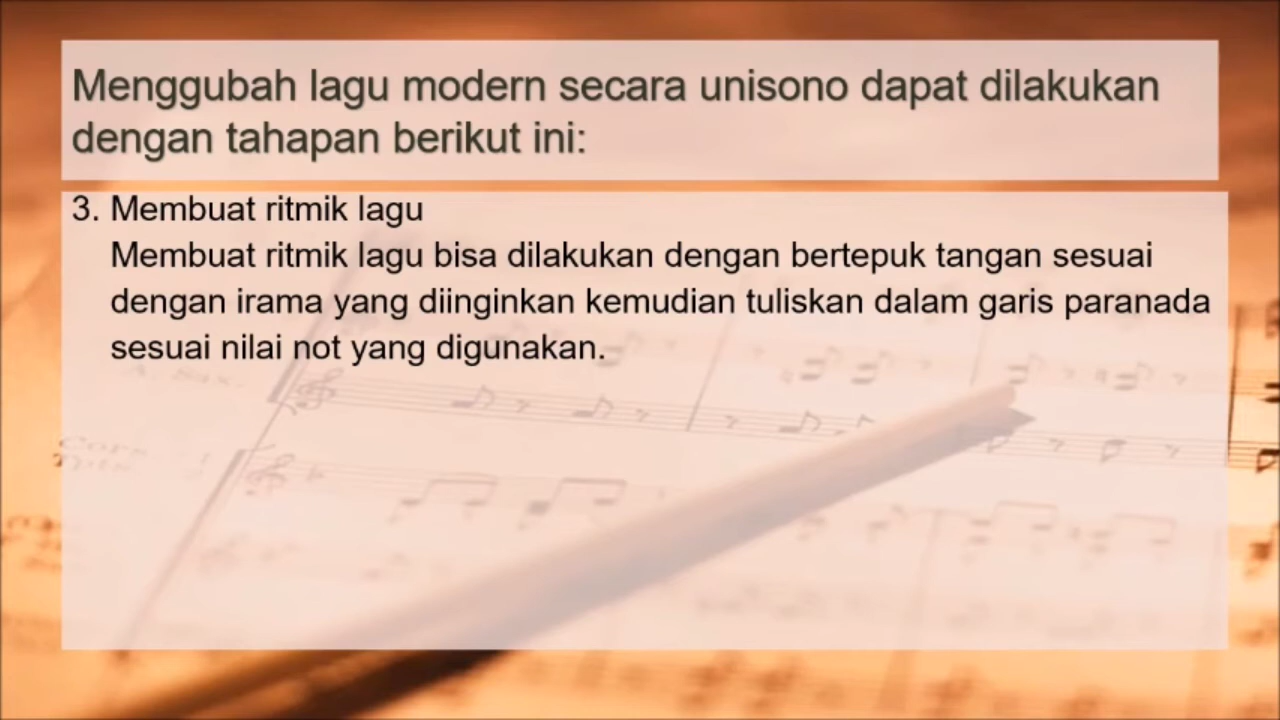 Menggubah lagu modern secara unisono dapat dilakukan
dengan tahapan berikut ini:
3. Membuat ritmik lagu
Membuat ritmik lagu bisa dilakukan dengan bertepuk tangan sesuai
dengan irama yang diinginkan kemudian tuliskan dalam garis paranada
sesuai nilai not yang digunakan.